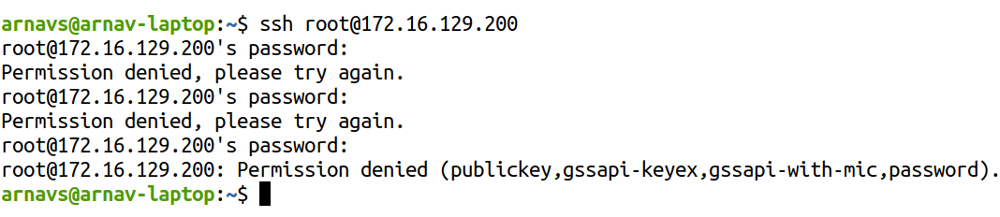 arnavs@arnav-laptop:~$ ssh root@172.16.129.200
root@172.16.129.200's password:
Permission denied, please try again.
root@172.16.129.200's password:
Permission denied, please try again.
root@172.16.129.200's password:
root@172.16.129.200: Permission denied (publickey,gssapi-keyex,gssapi-with-mic,password).
arnavs@arnav-laptop:~$